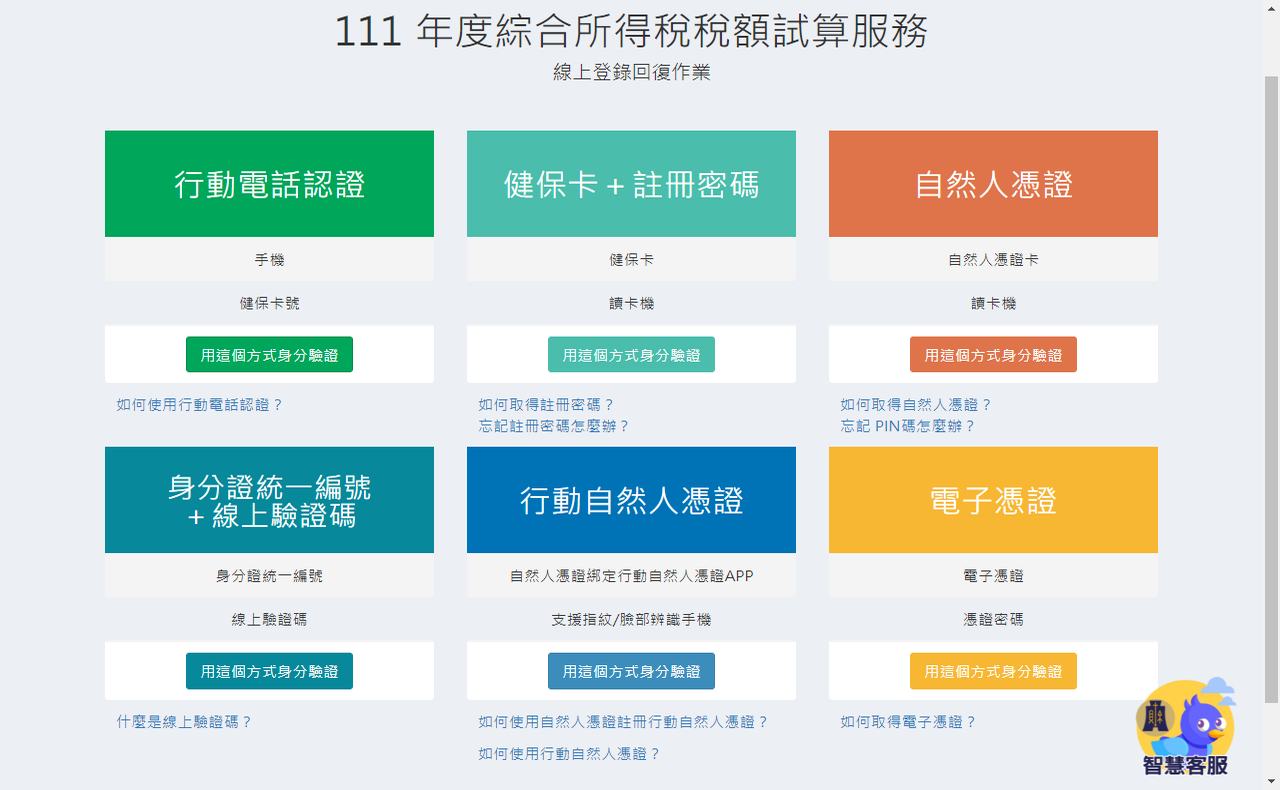 111 年度綜合所得稅稅額試算服務
線上登錄回復作業
行動電話認證
手機
健保卡號
用這個方式身分驗證
如何使用行動電話認證？
健保卡＋註冊密碼
健保卡
讀卡機
用這個方式身分驗證
如何取得註冊密碼？
忘記註冊密碼怎麼辦？
自然人憑證
自然人憑證卡
讀卡機
用這個方式身分驗證
如何取得自然人憑證？
忘記 PIN碼怎麼辦？
身分證統一編號
＋線上驗證碼
身分證統一編號
線上驗證碼
用這個方式身分驗證
什麼是線上驗證碼？
行動自然人憑證
自然人憑證綁定行動自然人憑證APP
支援指紋/臉部辨識手機
用這個方式身分驗證
如何使用自然人憑證註冊行動自然人憑證？
如何使用行動自然人憑證？
電子憑證
電子憑證
憑證密碼
用這個方式身分驗證
如何取得電子憑證？
智慧客服